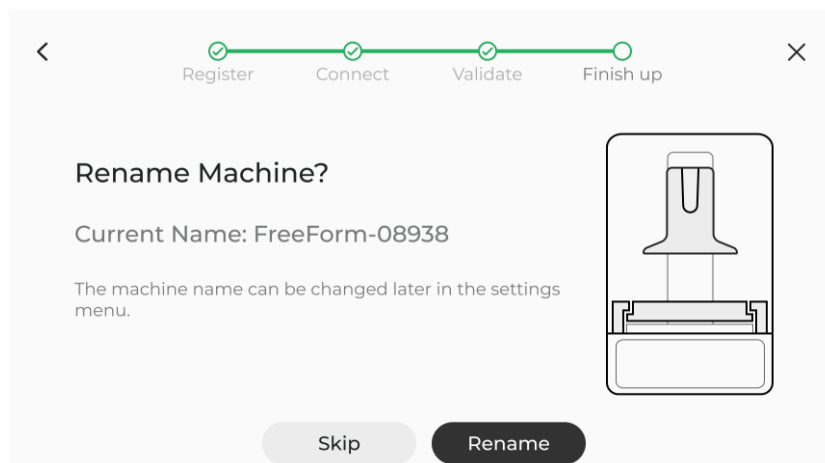 Register
Connect
Validate
Finish up
Rename Machine?
Current Name: FreeForm-08938
The machine name can be changed later in the settings
menu.
Skip
Rename